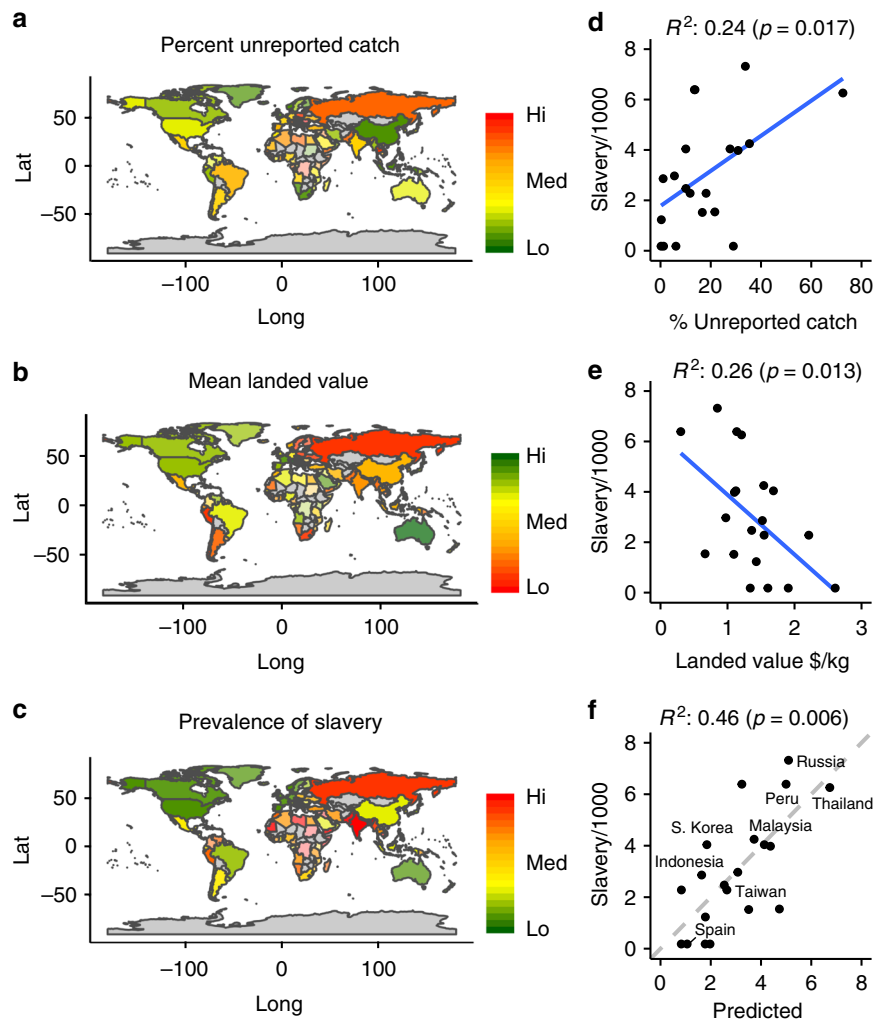 a
Percent unreported catch
Lat
50
0
−50
−100
0
100
Long
Hi
Med
Lo
d
R²: 0.24 (p = 0.017)
Slavery/1000
8
6
4
2
0
0
20
40
60
80
% Unreported catch
b
Mean landed value
Lat
50
0
−50
−100
0
100
Long
Hi
Med
Lo
e
R²: 0.26 (p = 0.013)
Slavery/1000
8
6
4
2
0
0
1
2
3
Landed value $/kg
c
Prevalence of slavery
Lat
50
0
−50
−100
0
100
Long
Hi
Med
Lo
f
R²: 0.46 (p = 0.006)
Slavery/1000
8
6
4
2
0
Russia
Peru
Thailand
S. Korea
Malaysia
Indonesia
Taiwan
Spain
0
2
4
6
8
Predicted